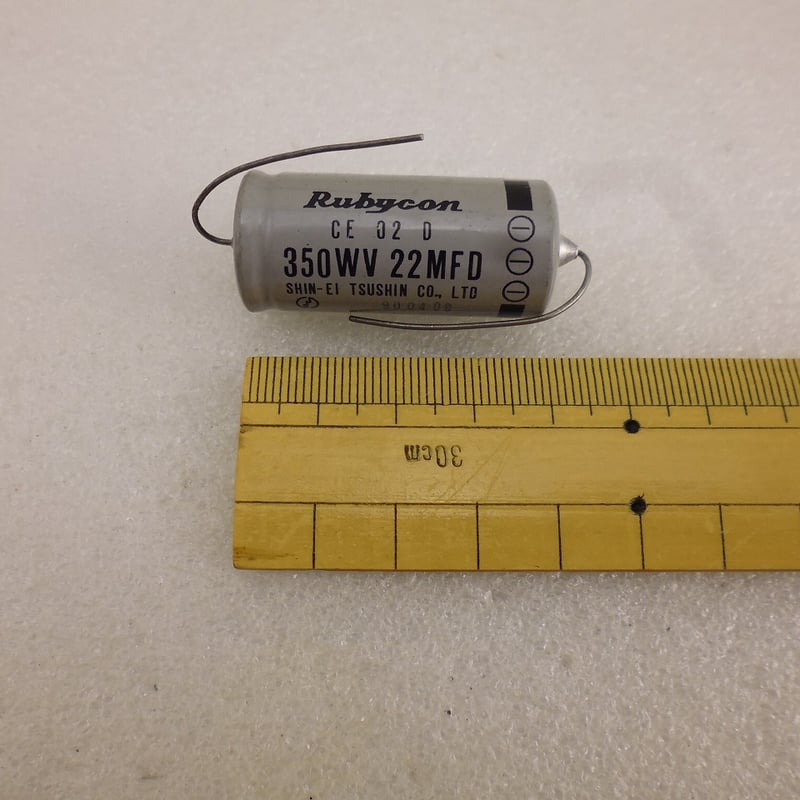 Rubycon
CE 02 D
350WV 22MFD
SHIN-EI TSUSHIN CO., LTD
30cm